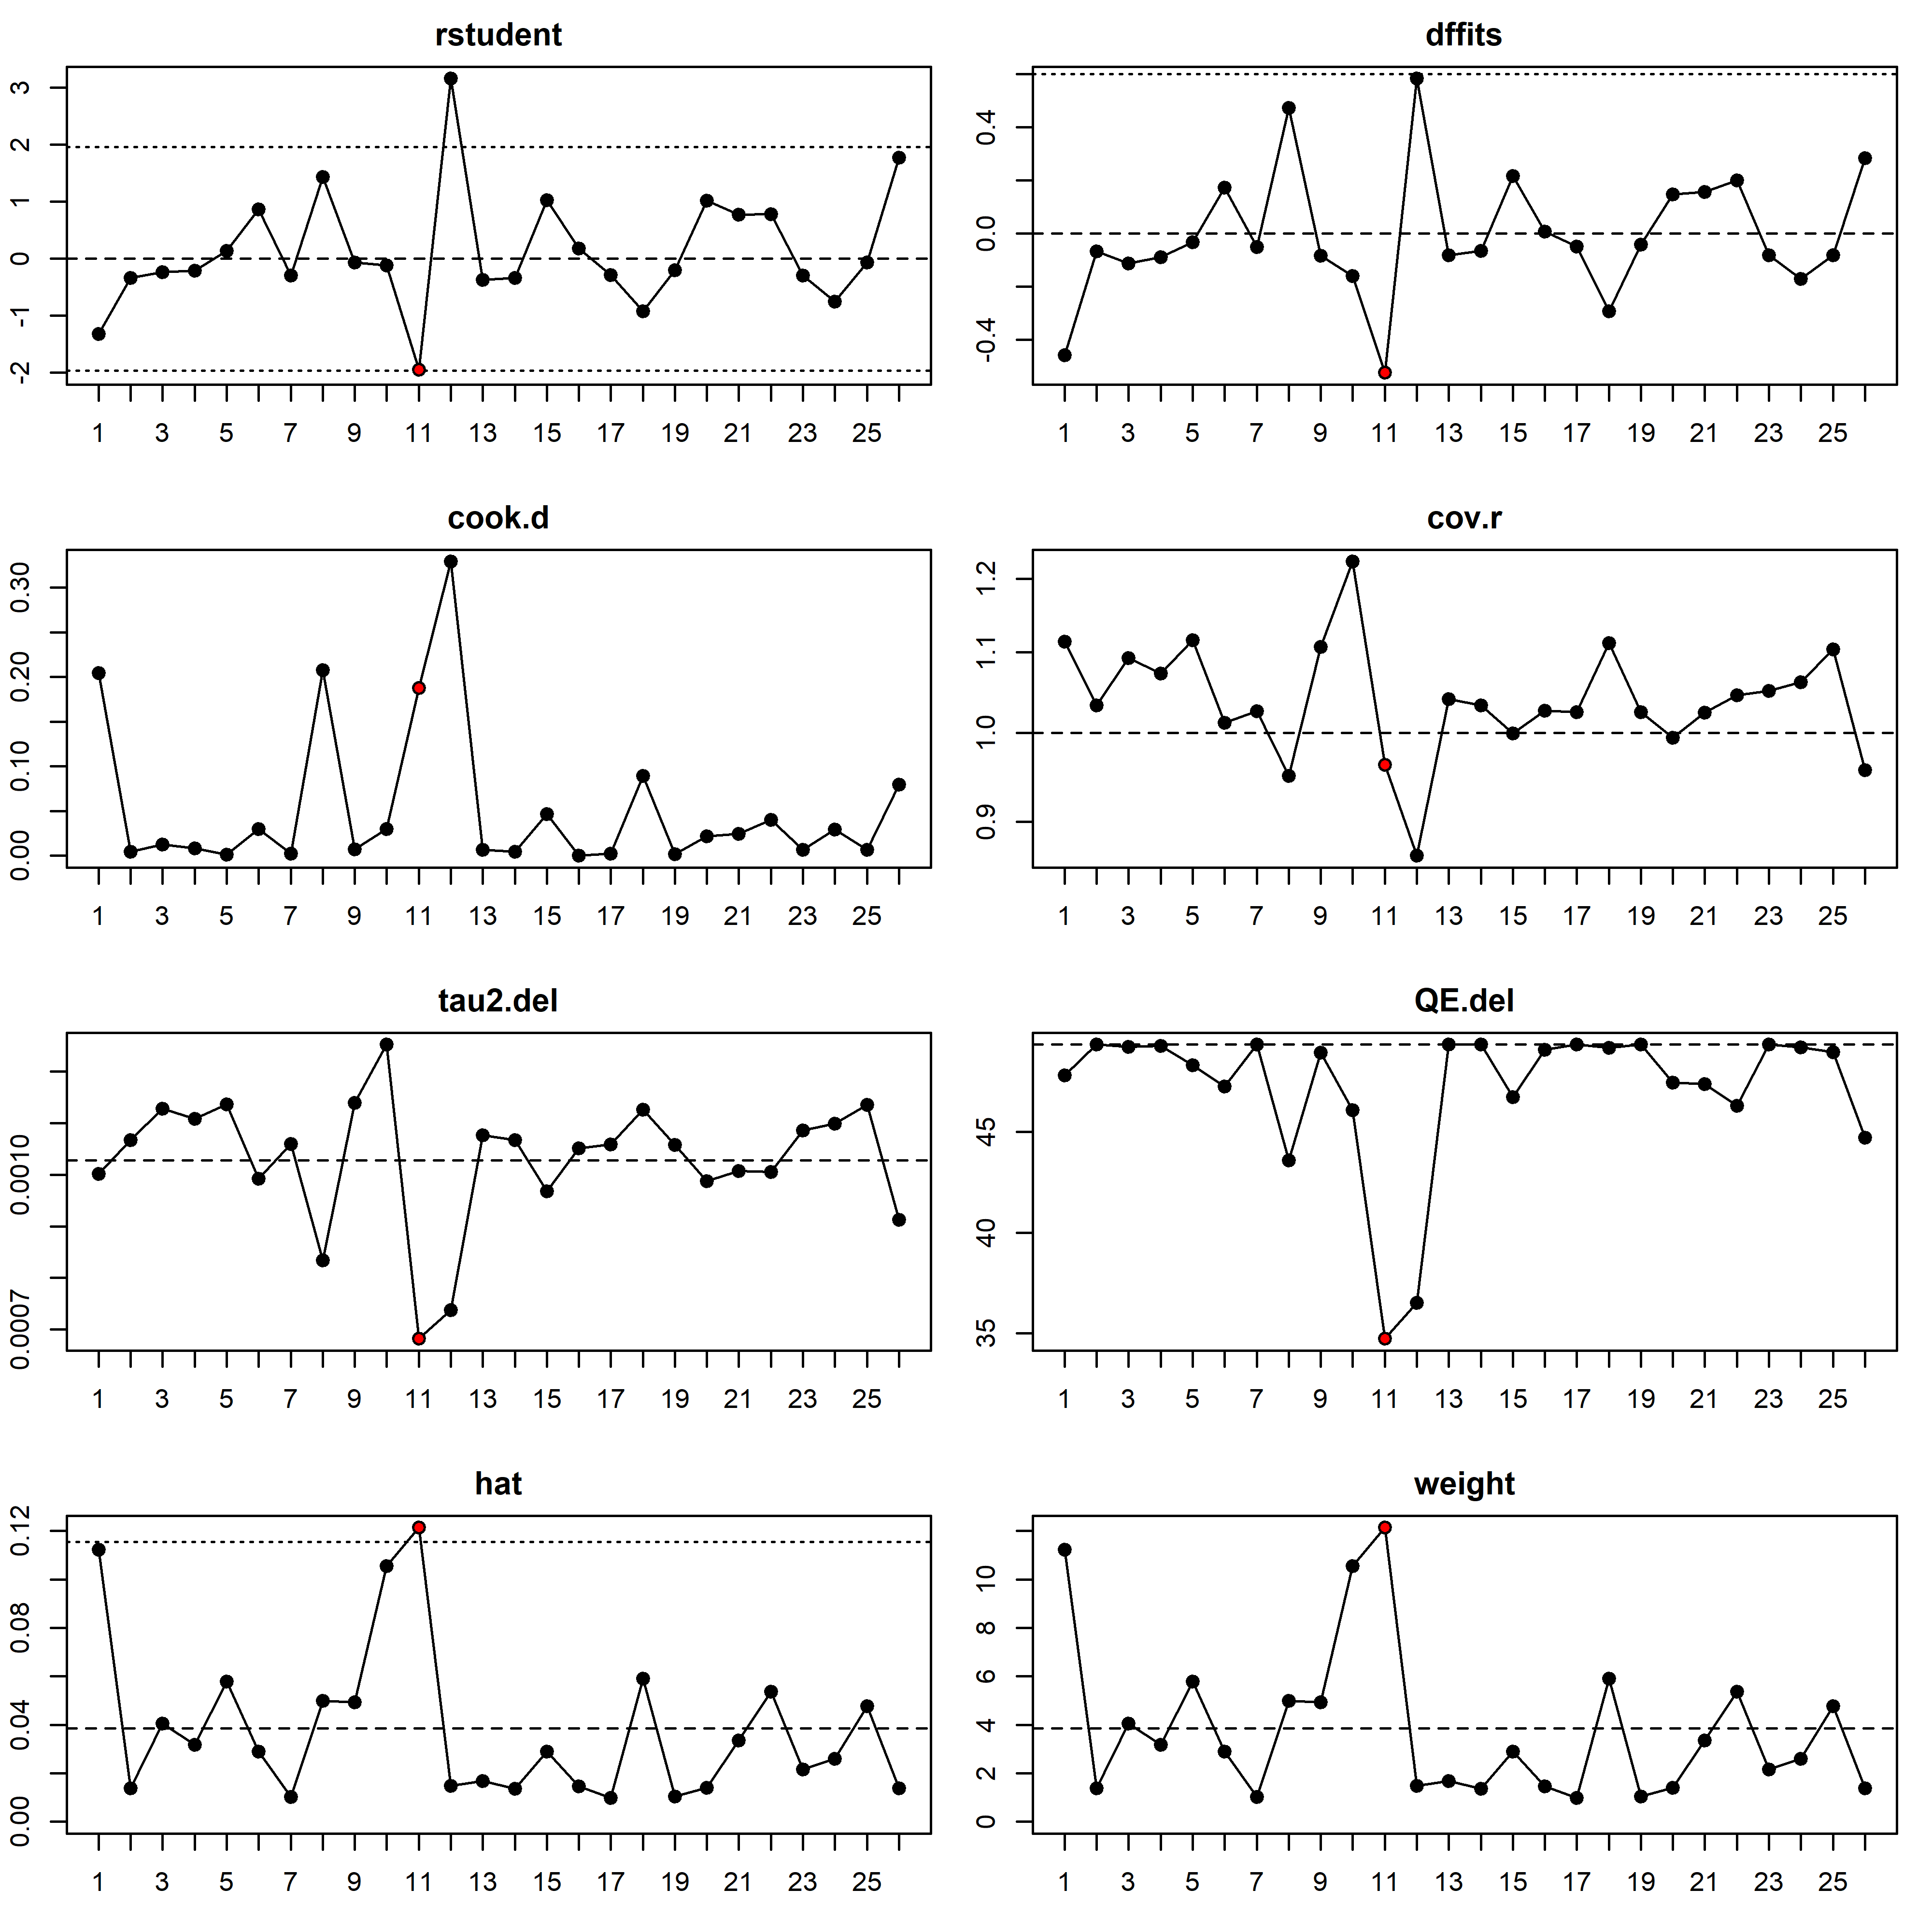 rstudent
3
2
1
0
-1
-2
1 3 5 7 9 11 13 15 17 19 21 23 25
dffits
0.4
0.0
-0.4
1 3 5 7 9 11 13 15 17 19 21 23 25
cook.d
0.30
0.20
0.10
0.00
1 3 5 7 9 11 13 15 17 19 21 23 25
cov.r
1.2
1.1
1.0
0.9
1 3 5 7 9 11 13 15 17 19 21 23 25
tau2.del
0.0010
0.0007
1 3 5 7 9 11 13 15 17 19 21 23 25
QE.del
45
40
35
1 3 5 7 9 11 13 15 17 19 21 23 25
hat
0.12
0.08
0.04
0.00
1 3 5 7 9 11 13 15 17 19 21 23 25
weight
10
8
6
4
2
0
1 3 5 7 9 11 13 15 17 19 21 23 25